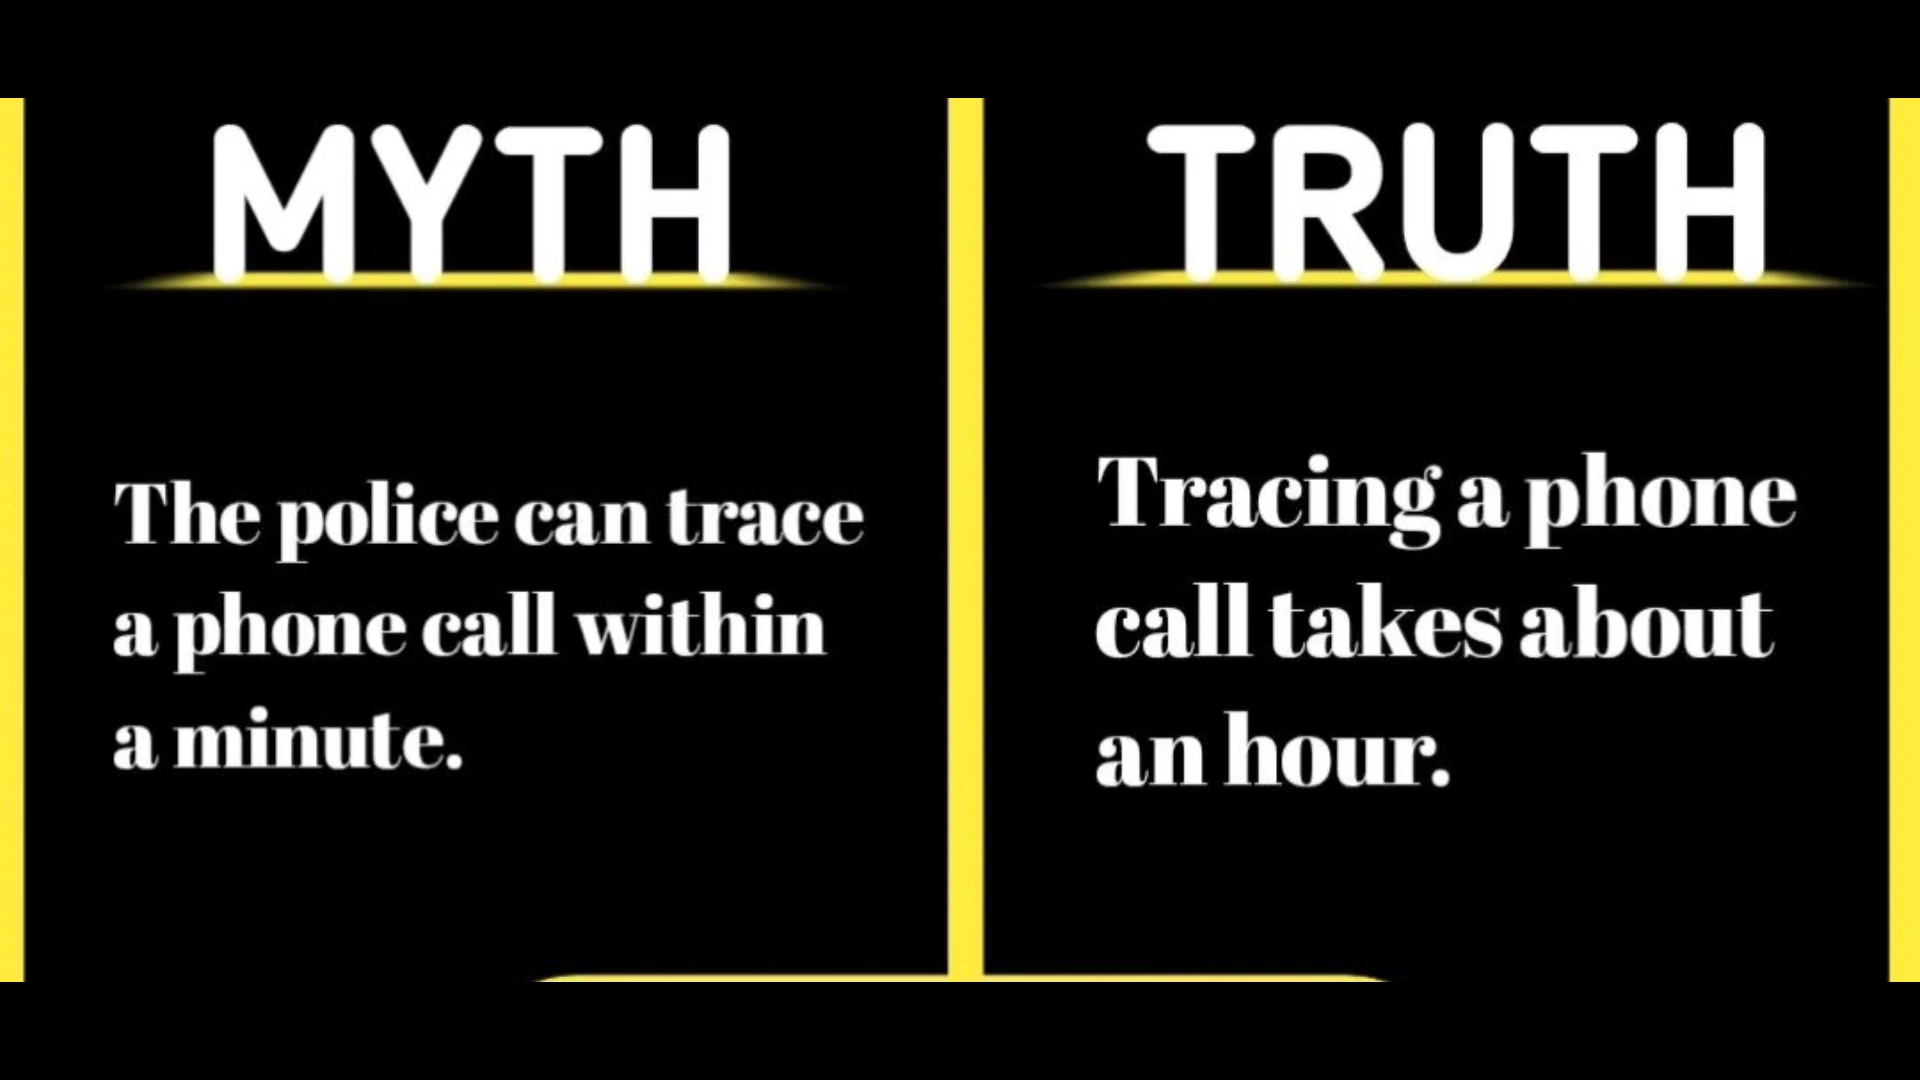 MYTH
The police can trace
a phone call within
a minute.
TRUTH
Tracing a phone
call takes about
an hour.